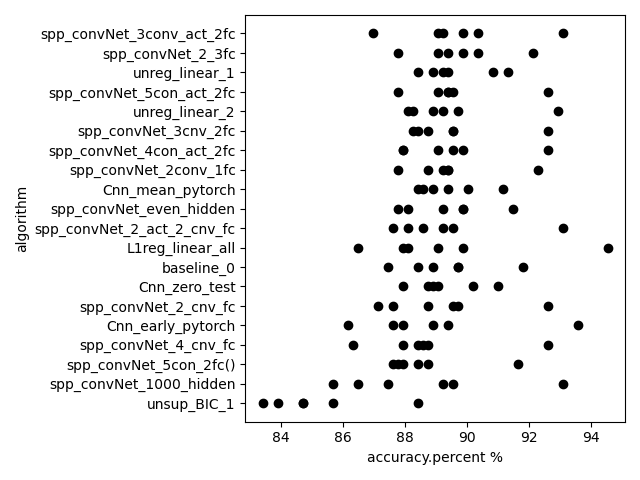 spp_convNet_3conv_act_2fc
spp_convNet_2_3fc
unreg_linear_1
spp_convNet_5con_act_2fc
unreg_linear_2
spp_convNet_3cnv_2fc
spp_convNet_4con_act_2fc
spp_convNet_2conv_1fc
Cnn_mean_pytorch
spp_convNet_even_hidden
spp_convNet_2_act_2_cnv_fc
L1reg_linear_all
baseline_0
Cnn_zero_test
spp_convNet_2_cnv_fc
Cnn_early_pytorch
spp_convNet_4_cnv_fc
spp_convNet_5con_2fc()
spp_convNet_1000_hidden
unsup_BIC_1
algorithm
84 86 88 90 92 94
accuracy.percent %